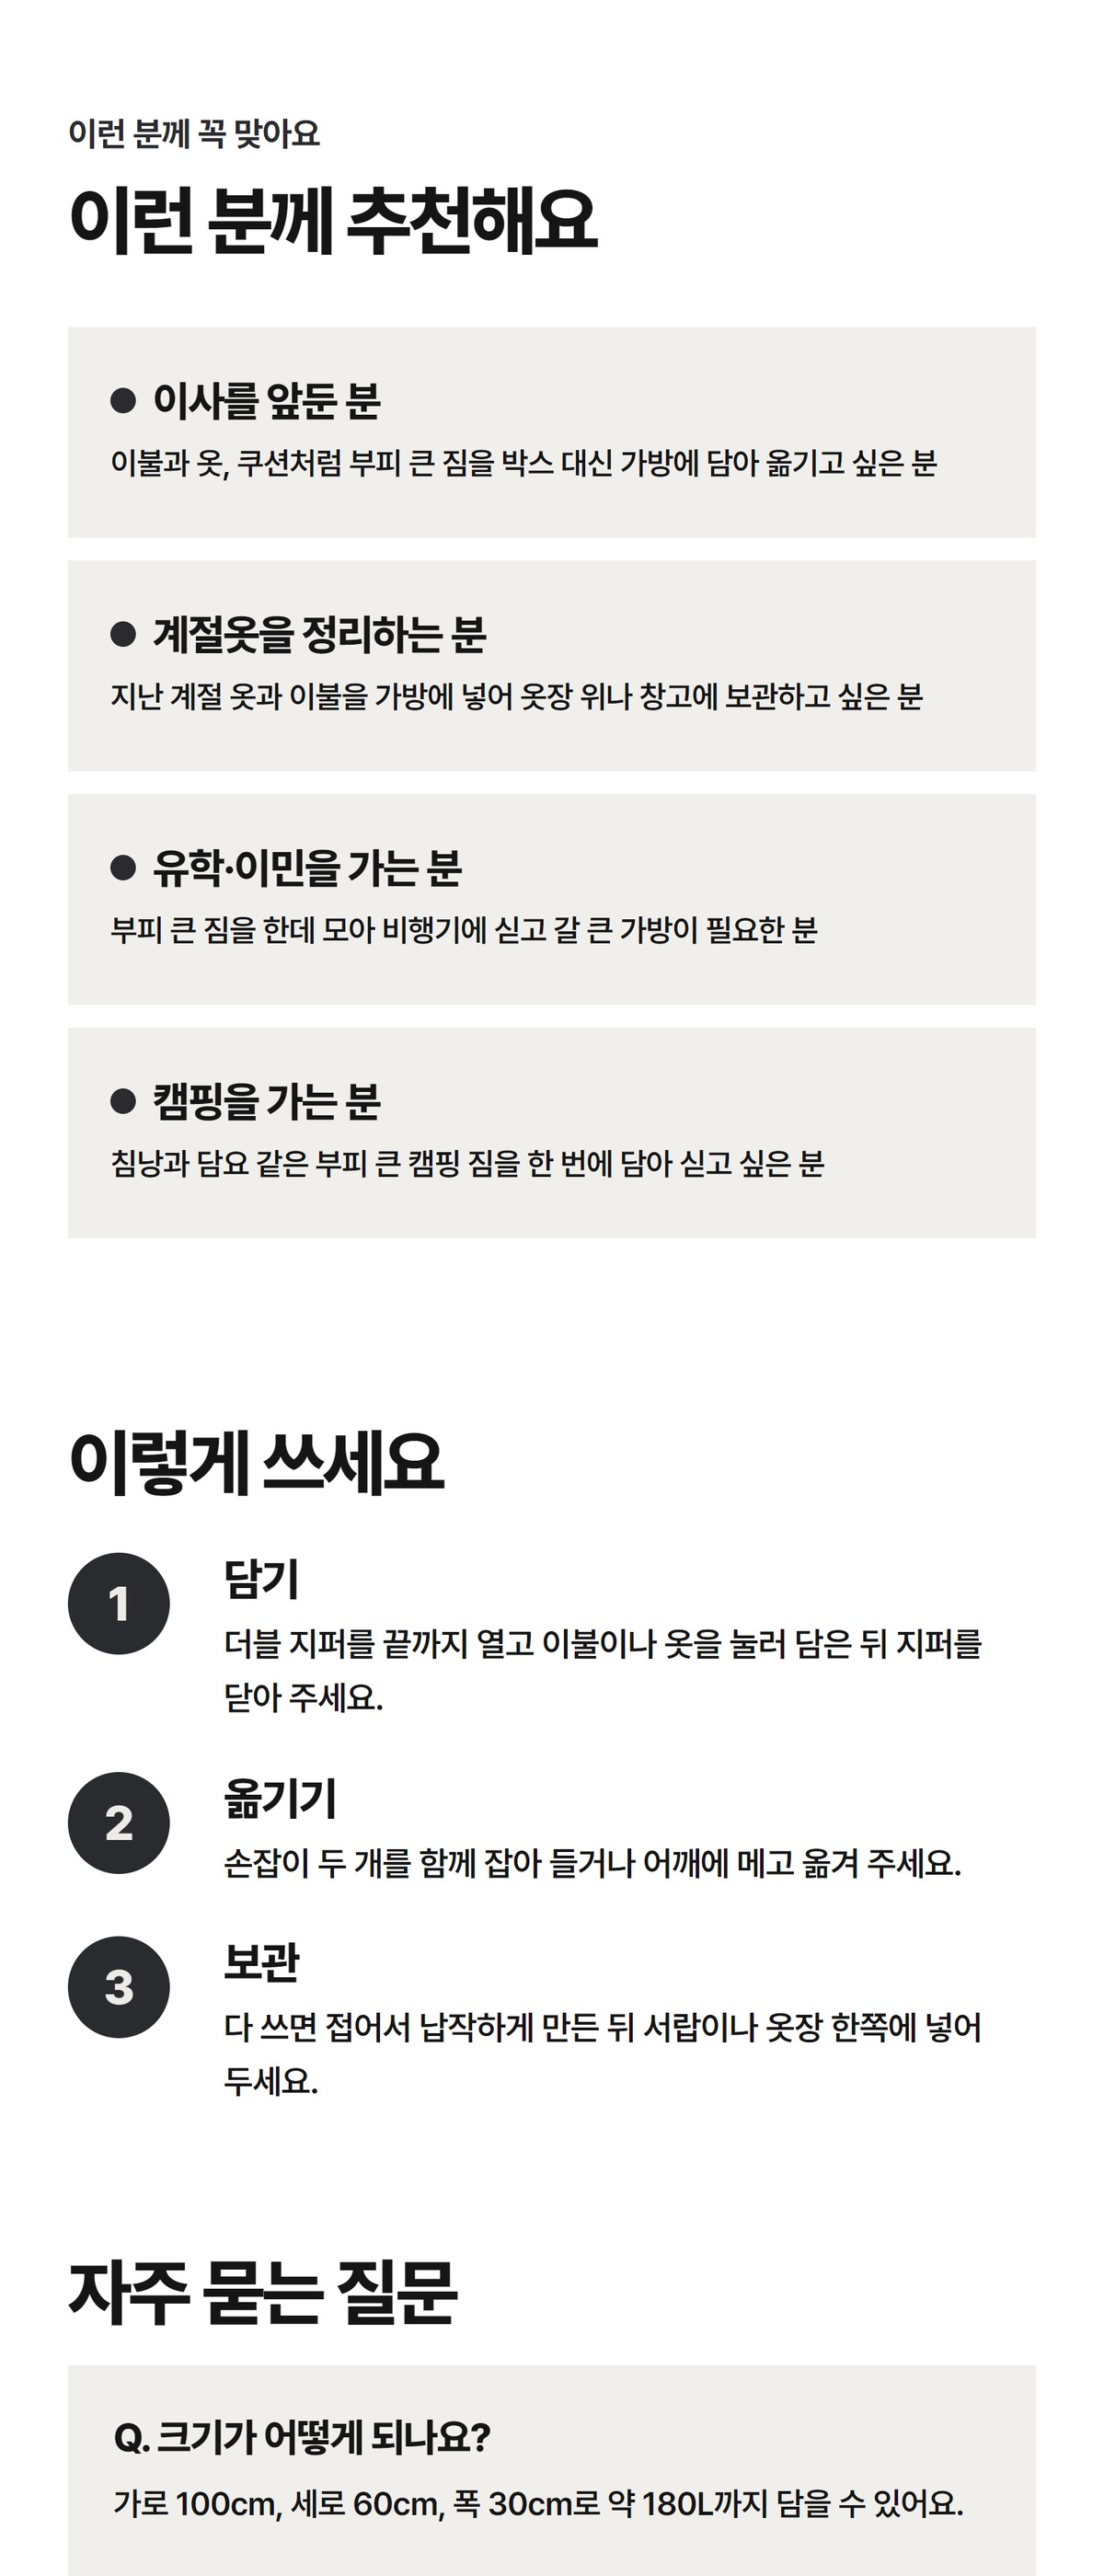 이런 분께 꼭 맞아요
이런 분께 추천해요
이사를 앞둔 분
이불과 옷, 쿠션처럼 부피 큰 짐을 박스 대신 가방에 담아 옮기고 싶은 분
계절옷을 정리하는 분
지난 계절 옷과 이불을 가방에 넣어 옷장 위나 창고에 보관하고 싶은 분
유학·이민을 가는 분
부피 큰 짐을 한데 모아 비행기에 싣고 갈 큰 가방이 필요한 분
캠핑을 가는 분
침낭과 담요 같은 부피 큰 캠핑 짐을 한 번에 담아 싣고 싶은 분
이렇게 쓰세요
1
담기
더블 지퍼를 끝까지 열고 이불이나 옷을 눌러 담은 뒤 지퍼를
닫아 주세요.
2
옮기기
손잡이 두 개를 함께 잡아 들거나 어깨에 메고 옮겨 주세요.
3
보관
다 쓰면 접어서 납작하게 만든 뒤 서랍이나 옷장 한쪽에 넣어
두세요.
자주 묻는 질문
Q. 크기가 어떻게 되나요?
가로 100cm, 세로 60cm, 폭 30cm로 약 180L까지 담을 수 있어요.